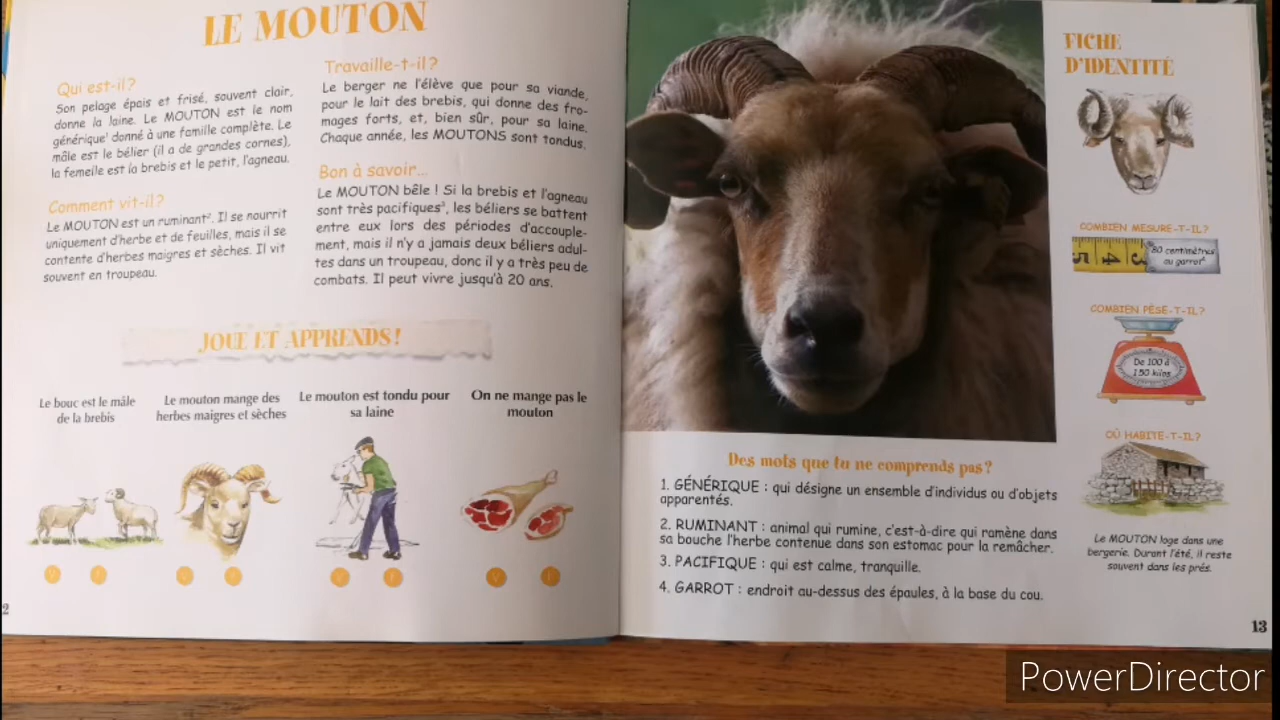 LE MOUTON
Qui est-il?
Son pelage épais et frisé, souvent clair,
donne la laine. Le MOUTON est le nom
générique¹ donné à une famille complète. Le
mâle est le bélier (il a de grandes cornes),
la femelle est la brebis et le petit, l'agneau.
Comment vit-il?
Le MOUTON est un ruminant². Il se nourrit
uniquement d'herbe et de feuilles, mais il se
contente d'herbes maigres et sèches. Il vit
souvent en troupeau.
Travaille-t-il?
Le berger ne l'élève que pour sa viande,
pour le lait des brebis, qui donne des fro-
mages forts, et, bien sûr, pour sa laine.
Chaque année, les MOUTONS sont tondus.
Bon à savoir...
Le MOUTON bêle ! Si la brebis et l'agneau
sont très pacifiques³, les béliers se battent
entre eux lors des périodes d'accouple-
ment, mais il n'y a jamais deux béliers adul-
tes dans un troupeau, donc il y a très peu de
combats. Il peut vivre jusqu'à 20 ans.
JOUE ET APPRENDS !
Le bouc est le mâle
de la brebis
Le mouton mange des
herbes maigres et sèches
Le mouton est tondu pour
sa laine
On ne mange pas le
mouton
V F V F V F V F
2
Des mots que tu ne comprends pas ?
1. GÉNÉRIQUE : qui désigne un ensemble d'individus ou d'objets
apparentés.
2. RUMINANT : animal qui rumine, c'est-à-dire qui ramène dans
sa bouche l'herbe contenue dans son estomac pour la remâcher.
3. PACIFIQUE : qui est calme, tranquille.
4. GARROT : endroit au-dessus des épaules, à la base du cou.
FICHE
D'IDENTITÉ
COMBIEN MESURE-T-IL?
5 4 3
80 centimètres
au garrot⁴
COMBIEN PÈSE-T-IL?
De 100 à
150 kilos
OÙ HABITE-T-IL?
Le MOUTON loge dans une
bergerie. Durant l'été, il reste
souvent dans les prés.
13
PowerDirector